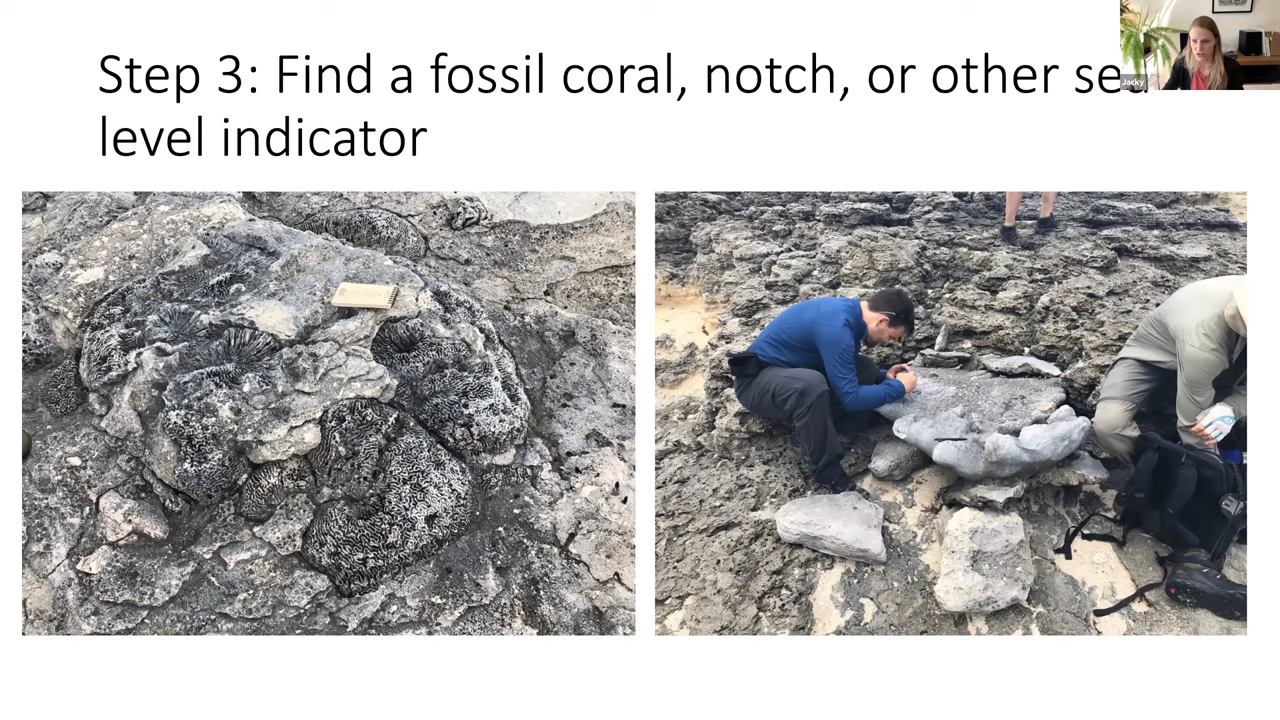 Step 3: Find a fossil coral, notch, or other sea
level indicator
Jacky